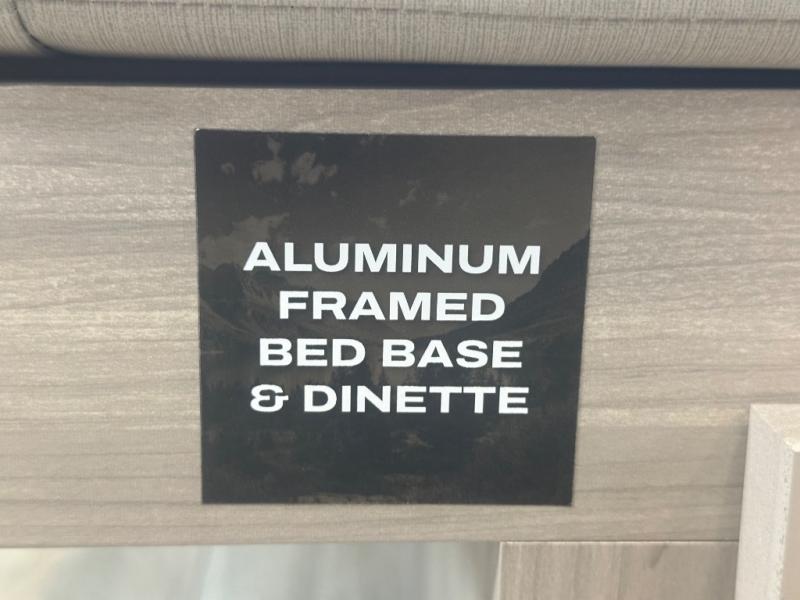 ALUMINUM
FRAMED
BED BASE
& DINETTE